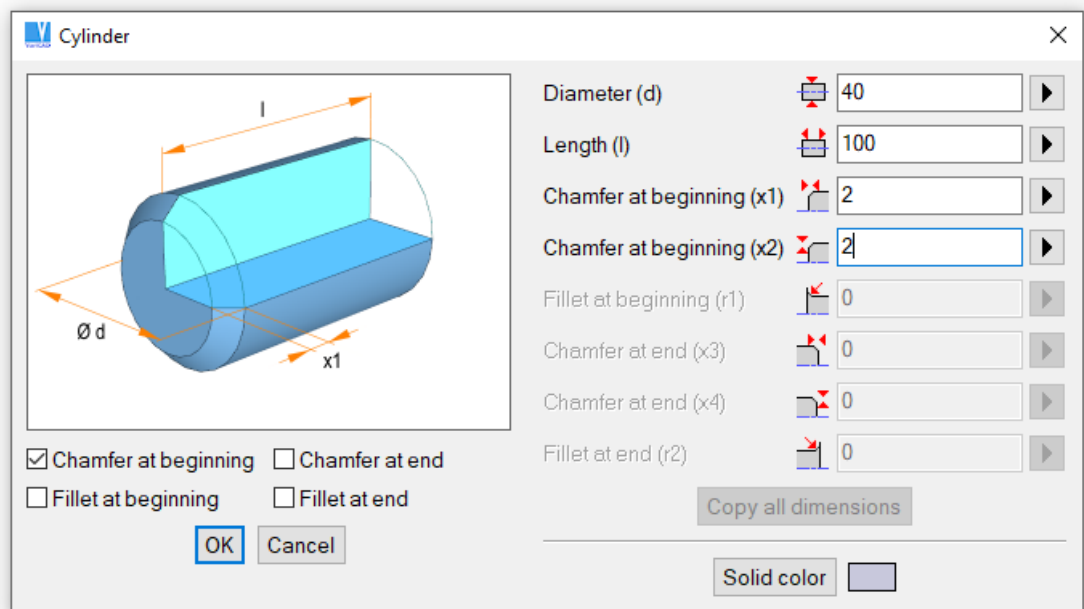 Cylinder
l
Ø d
x1
Chamfer at beginning
Chamfer at end
Fillet at beginning
Fillet at end
OK
Cancel
Diameter (d)
40
Length (l)
100
Chamfer at beginning (x1)
2
Chamfer at beginning (x2)
2
Fillet at beginning (r1)
0
Chamfer at end (x3)
0
Chamfer at end (x4)
0
Fillet at end (r2)
0
Copy all dimensions
Solid color